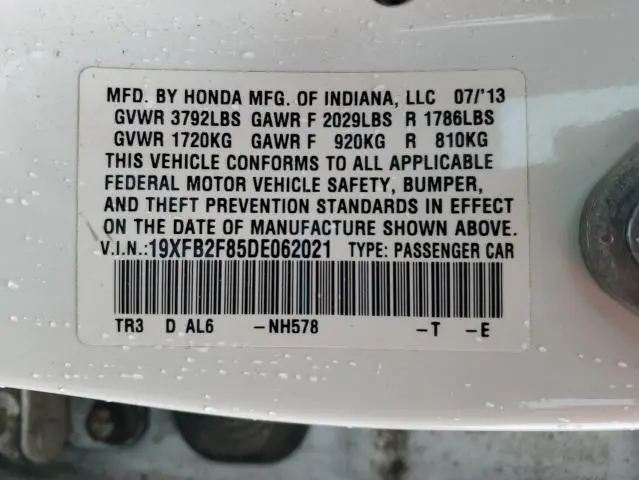 MFD. BY HONDA MFG. OF INDIANA, LLC 07/'13
GVWR 3792LBS GAWR F 2029LBS R 1786LBS
GVWR 1720KG GAWR F 920KG R 810KG
THIS VEHICLE CONFORMS TO ALL APPLICABLE
FEDERAL MOTOR VEHICLE SAFETY, BUMPER,
AND THEFT PREVENTION STANDARDS IN EFFECT
ON THE DATE OF MANUFACTURE SHOWN ABOVE.
V.I.N.:19XFB2F85DE062021 TYPE: PASSENGER CAR
TR3 D AL6 -NH578 -T -E